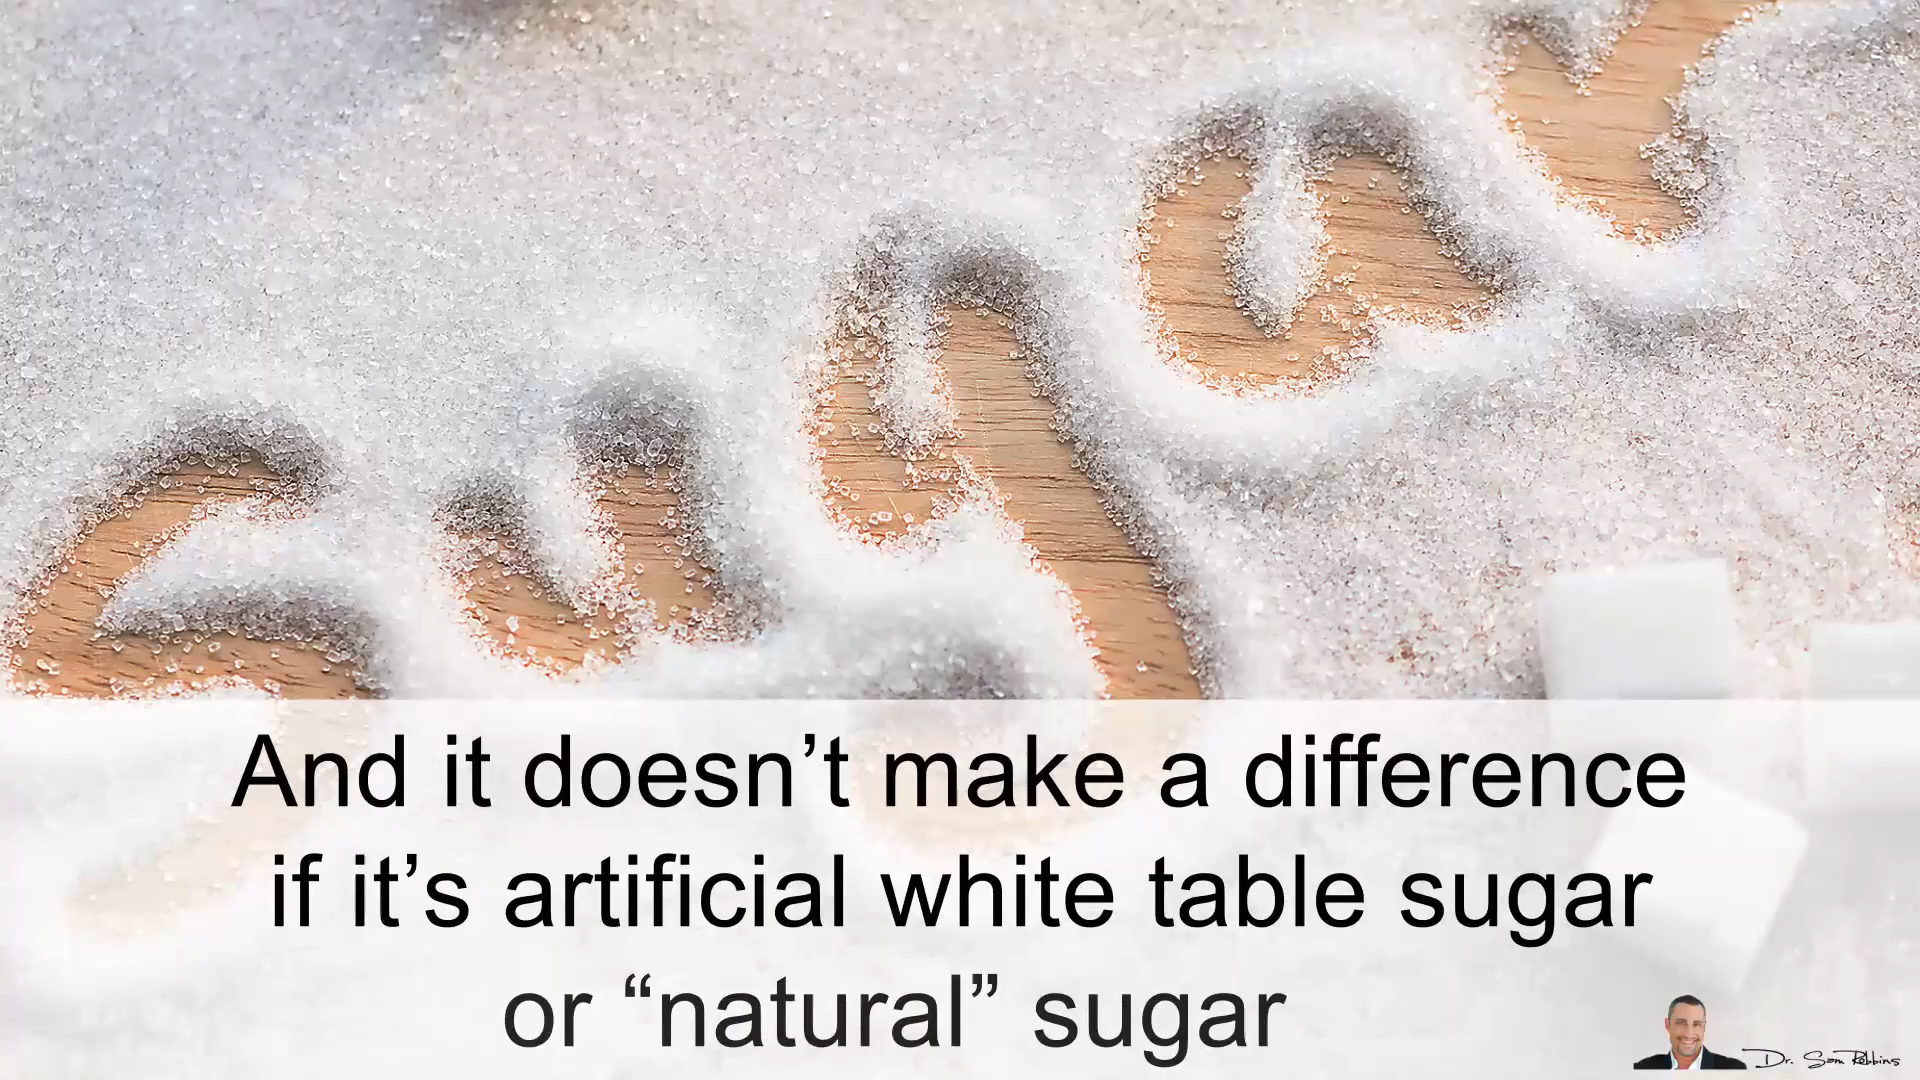 sugar
And it doesn’t make a difference
if it’s artificial white table sugar
or “natural” sugar
Dr. Sam Robbins